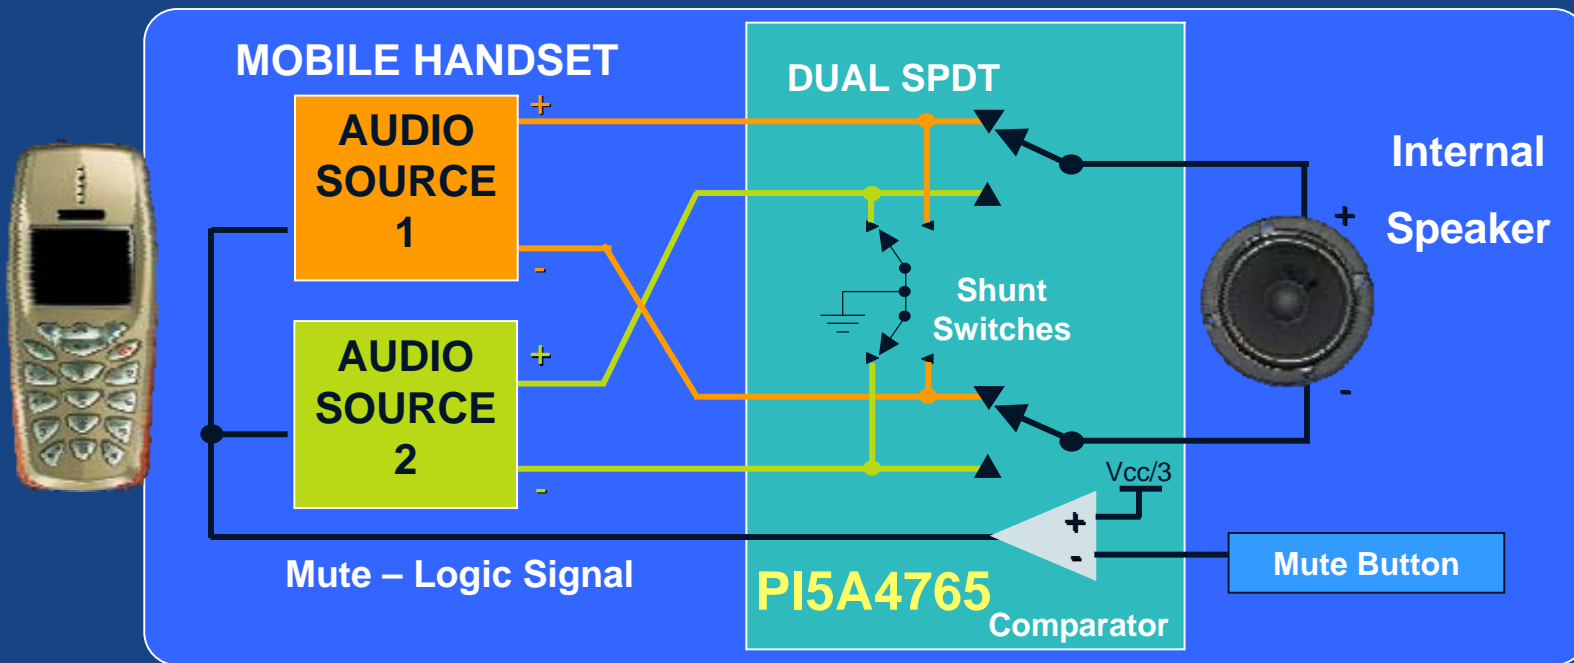 MOBILE HANDSET
DUAL SPDT
AUDIO
SOURCE
1
+
-
AUDIO
SOURCE
2
+
-
Shunt
Switches
Internal
Speaker
+
-
Vcc/3
+
-
Mute Button
Mute – Logic Signal
PI5A4765
Comparator